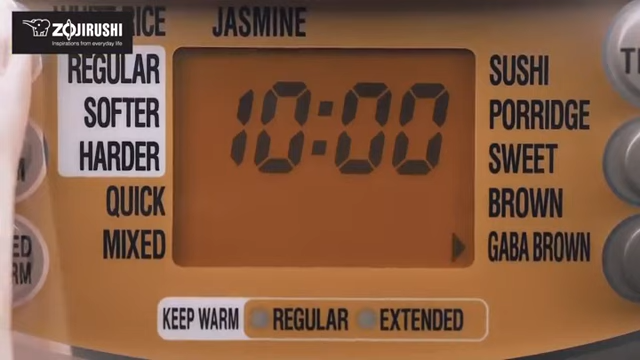 ZOJIRUSHI
Inspirations from everyday life
RICE
JASMINE
REGULAR
SOFTER
HARDER
QUICK
MIXED
10:00
SUSHI
PORRIDGE
SWEET
BROWN
GABA BROWN
KEEP WARM
REGULAR
EXTENDED